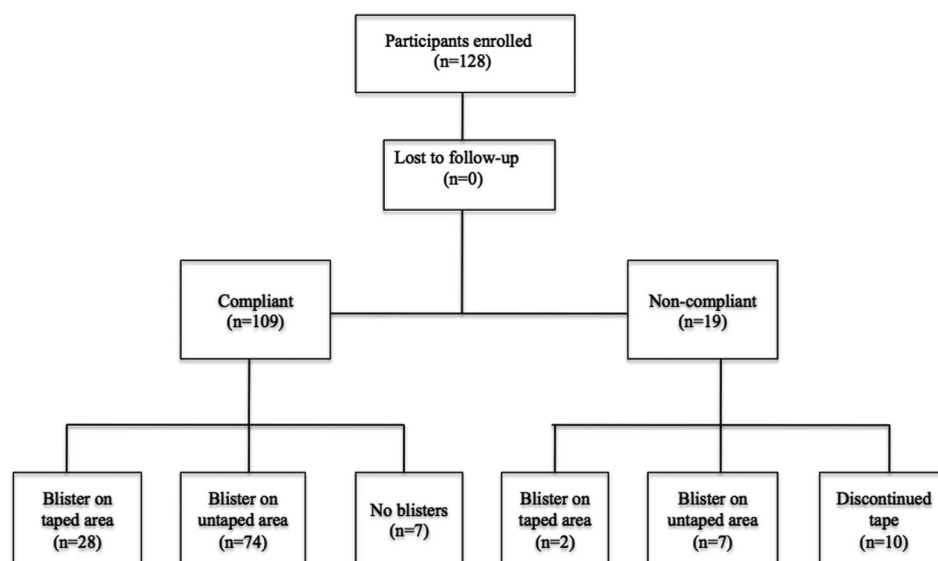 Participants enrolled
(n=128)
Lost to follow-up
(n=0)
Compliant
(n=109)
Non-compliant
(n=19)
Blister on
taped area
(n=28)
Blister on
untaped area
(n=74)
No blisters
(n=7)
Blister on
taped area
(n=2)
Blister on
untaped area
(n=7)
Discontinued
tape
(n=10)